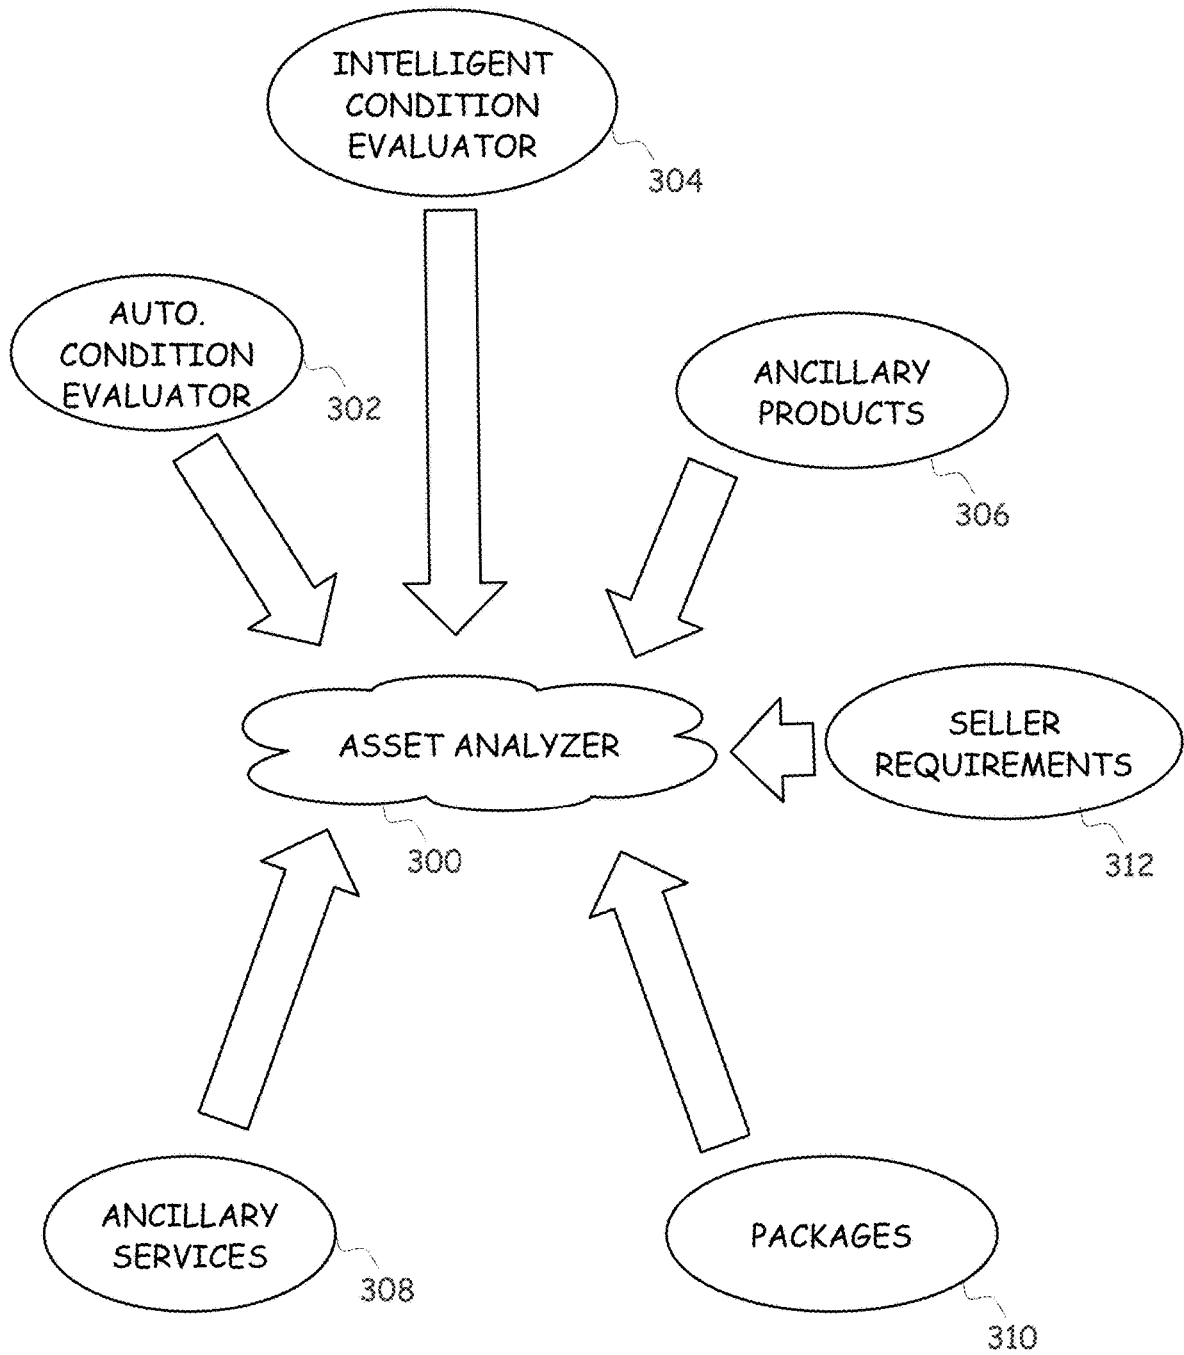 INTELLIGENT
CONDITION
EVALUATOR
304
AUTO.
CONDITION
EVALUATOR
302
ANCILLARY
PRODUCTS
306
ASSET ANALYZER
300
SELLER
REQUIREMENTS
312
ANCILLARY
SERVICES
308
PACKAGES
310